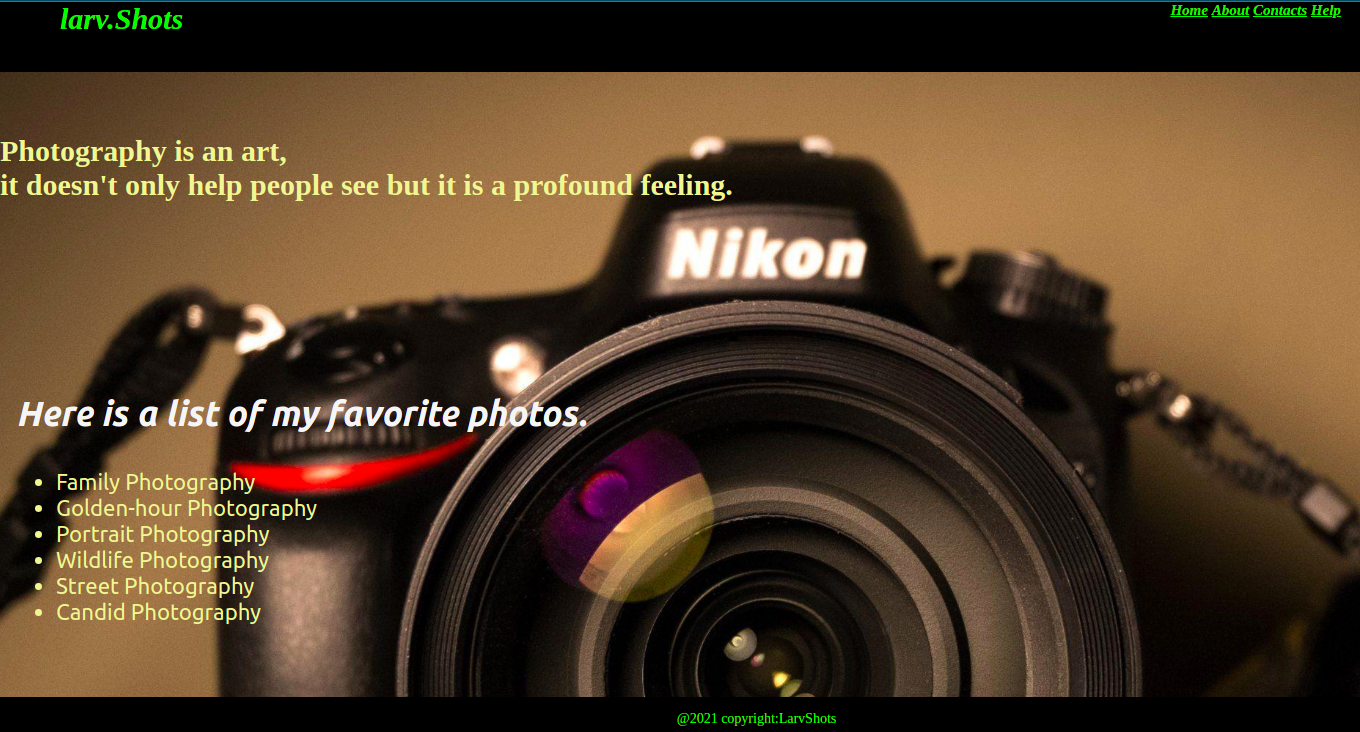 larv.Shots
Home About Contacts Help
Photography is an art,
it doesn't only help people see but it is a profound feeling.
Nikon
Here is a list of my favorite photos.
Family Photography
Golden-hour Photography
Portrait Photography
Wildlife Photography
Street Photography
Candid Photography
@2021 copyright:LarvShots